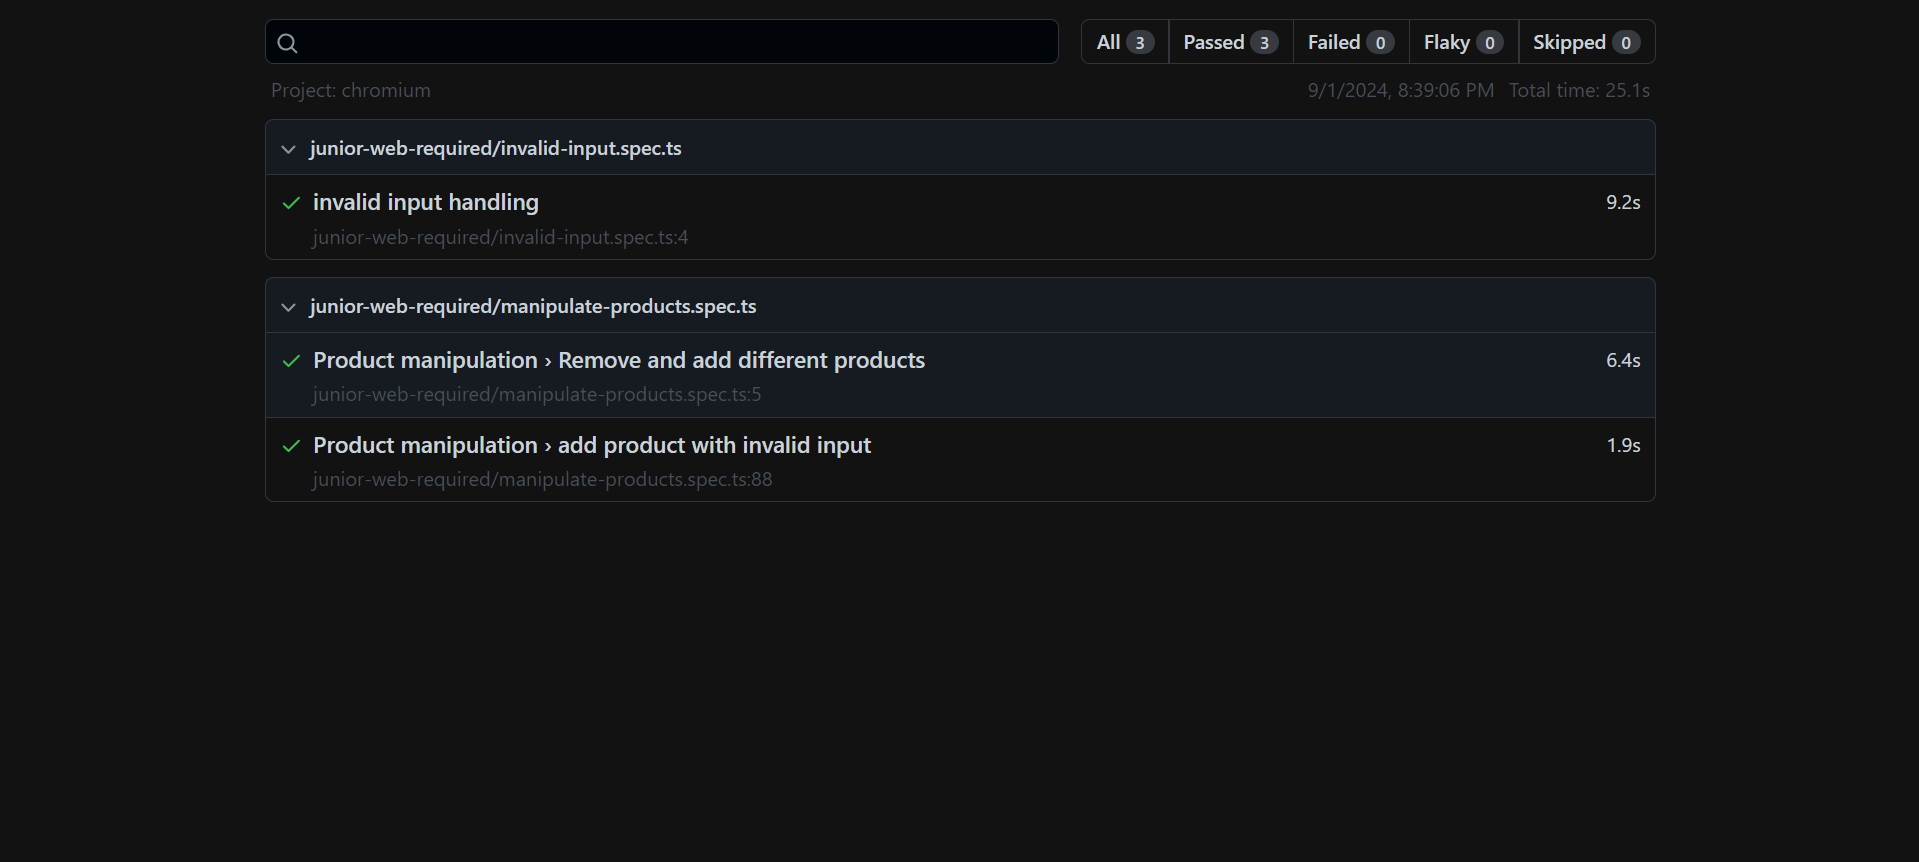 All 3 Passed 3 Failed 0 Flaky 0 Skipped 0
Project: chromium 9/1/2024, 8:39:06 PM Total time: 25.1s
junior-web-required/invalid-input.spec.ts
invalid input handling 9.2s
junior-web-required/invalid-input.spec.ts:4
junior-web-required/manipulate-products.spec.ts
Product manipulation › Remove and add different products 6.4s
junior-web-required/manipulate-products.spec.ts:5
Product manipulation › add product with invalid input 1.9s
junior-web-required/manipulate-products.spec.ts:88